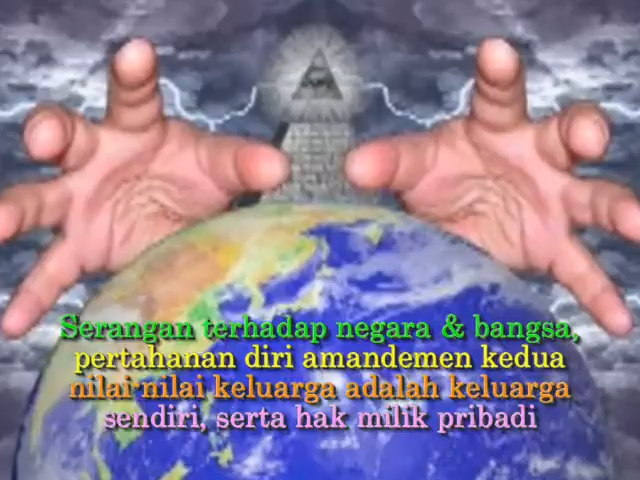 Serangan terhadap negara & bangsa,
pertahanan diri amandemen kedua
nilai-nilai keluarga adalah keluarga
sendiri, serta hak milik pribadi